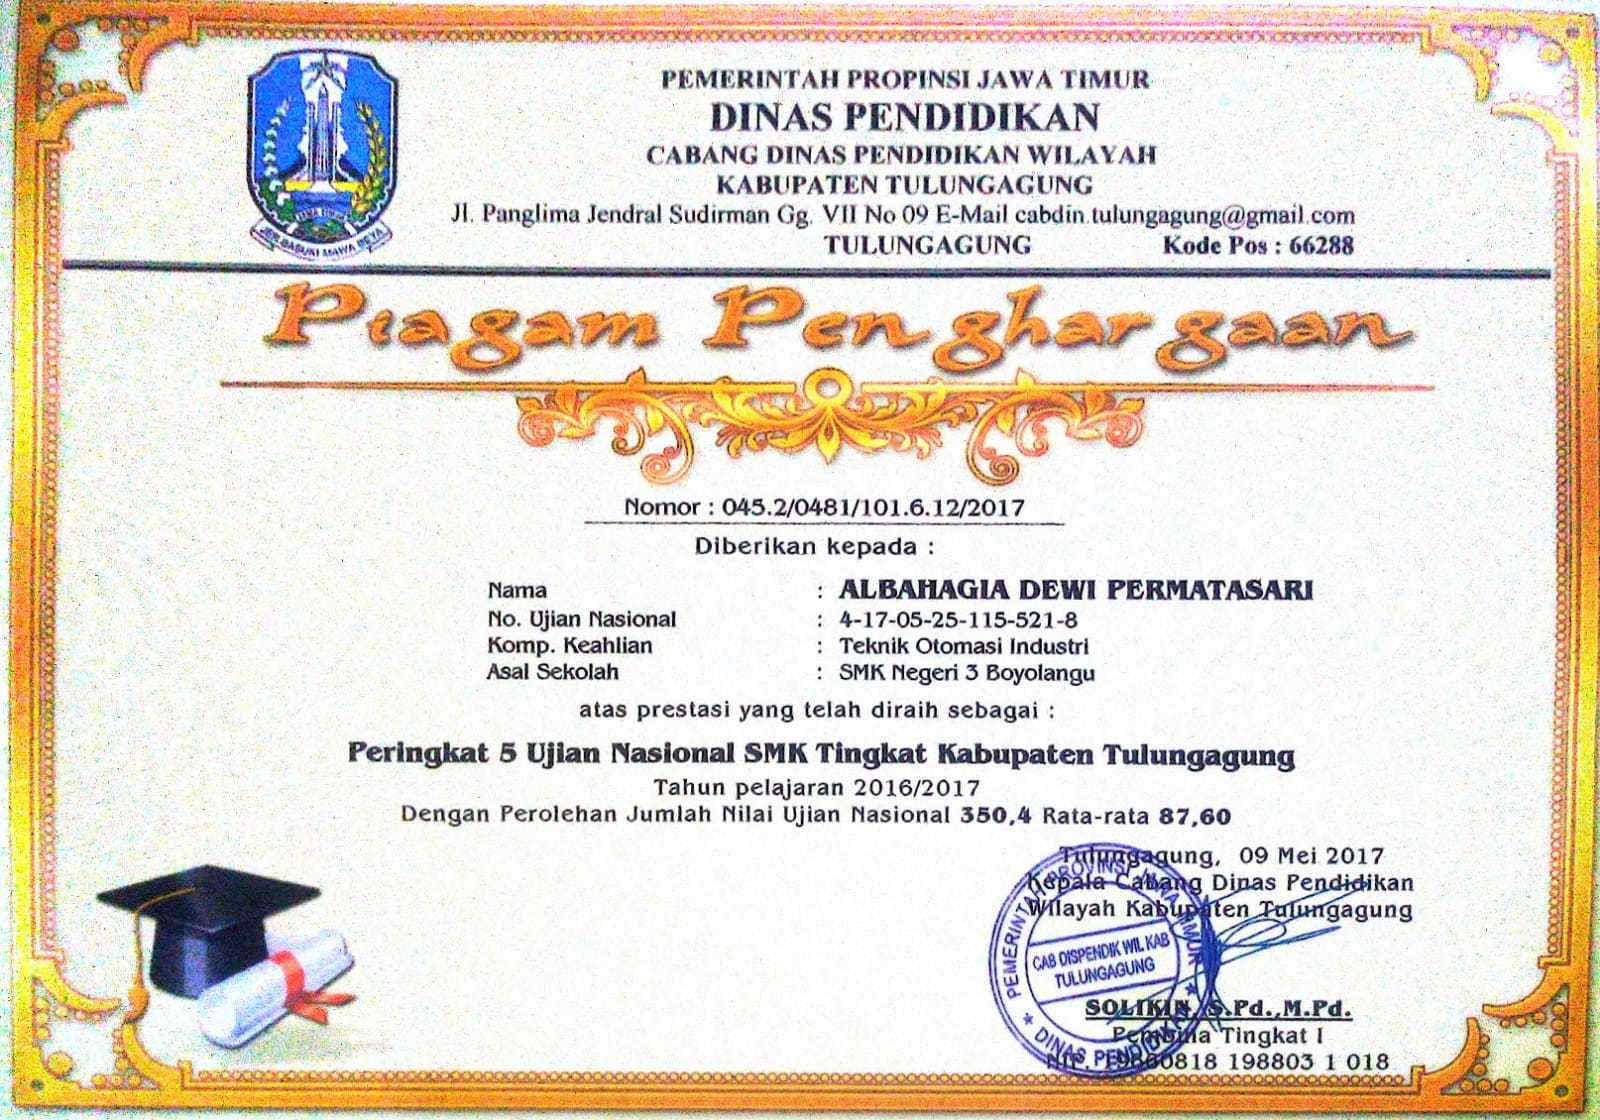 PEMERINTAH PROPINSI JAWA TIMUR
DINAS PENDIDIKAN
CABANG DINAS PENDIDIKAN WILAYAH
KABUPATEN TULUNGAGUNG
Jl. Panglima Jendral Sudirman Gg. VII No 09 E-Mail cabdin.tulungagung@gmail.com
TULUNGAGUNG Kode Pos : 66288
JAWA TIMUR
JER BASUKI MAWA BEYA
Piagam Penghargaan
Nomor : 045.2/0481/101.6.12/2017
Diberikan kepada :
Nama : ALBAHAGIA DEWI PERMATASARI
No. Ujian Nasional : 4-17-05-25-115-521-8
Komp. Keahlian : Teknik Otomasi Industri
Asal Sekolah : SMK Negeri 3 Boyolangu
atas prestasi yang telah diraih sebagai :
Peringkat 5 Ujian Nasional SMK Tingkat Kabupaten Tulungagung
Tahun pelajaran 2016/2017
Dengan Perolehan Jumlah Nilai Ujian Nasional 350,4 Rata-rata 87,60
Tulungagung, 09 Mei 2017
Kepala Cabang Dinas Pendidikan
Wilayah Kabupaten Tulungagung
PEMERINTAH PROVINSI JAWA TIMUR
CAB DISPENDIK WIL KAB
TULUNGAGUNG
DINAS PENDIDIKAN
SOLIKIN, S.Pd.,M.Pd.
Pembina Tingkat I
NIP. 19660818 198803 1 018